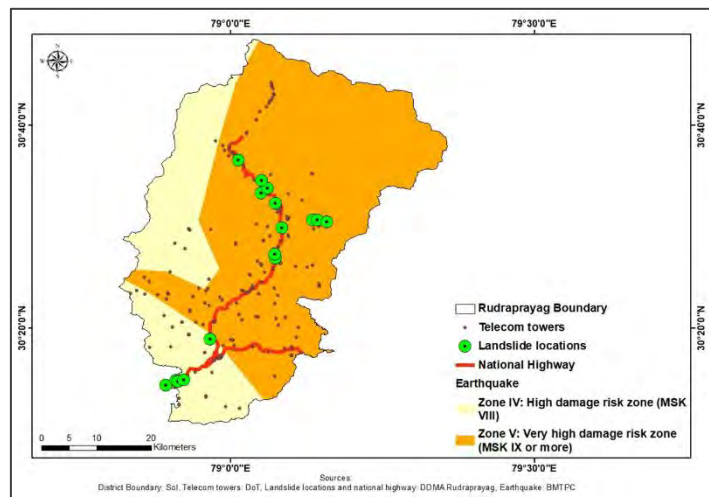 79°0'0"E
79°30'0"E
N
30°40'0"N
30°40'0"N
30°20'0"N
30°20'0"N
Rudraprayag Boundary
Telecom towers
Landslide locations
National Highway
Earthquake
Zone IV: High damage risk zone (MSK
VIII)
Zone V: Very high damage risk zone
(MSK IX or more)
0 5 10 20
Kilometers
79°0'0"E
79°30'0"E
Sources:
District Boundary: SoI, Telecom towers: DoT, Landslide locations and national highway: DDMA Rudraprayag, Earthquake: BMTPC